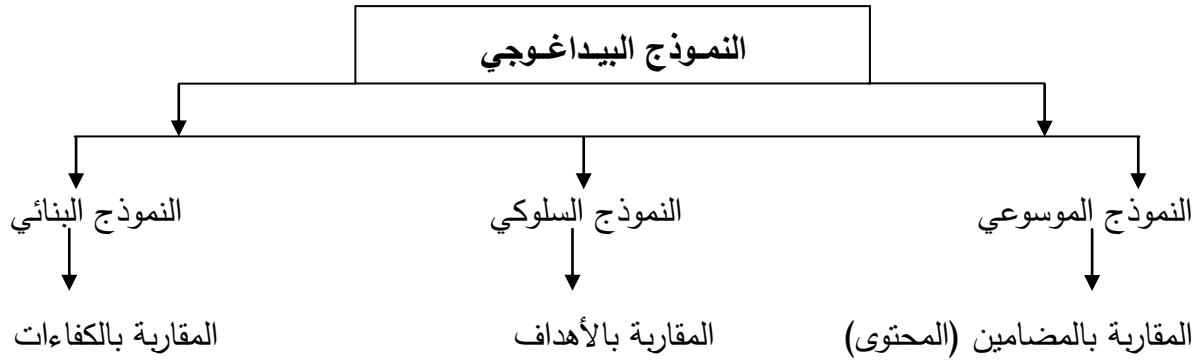 النمـوذج البيـداغـوجي
النموذج الموسوعي
النموذج السلوكي
النموذج البنائي
المقاربة بالمضامين (المحتوى)
المقاربة بالأهداف
المقاربة بالكفاءات